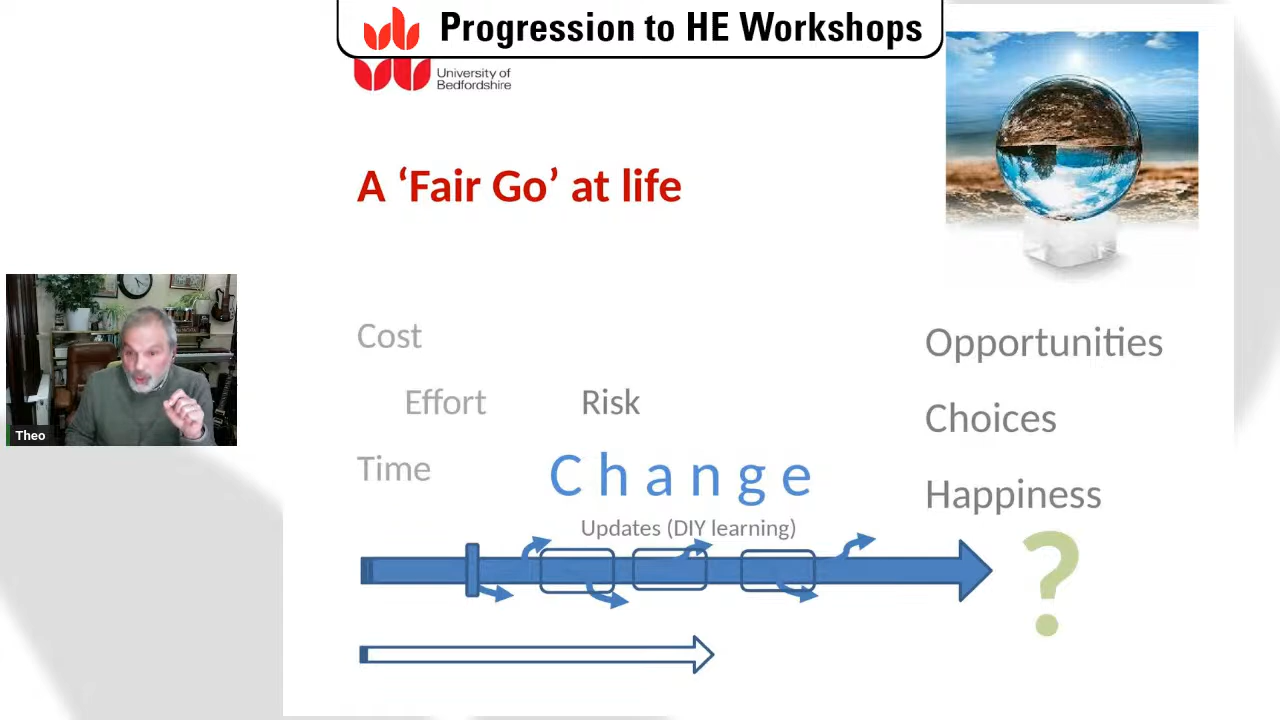 Progression to HE Workshops
University of
Bedfordshire
A ‘Fair Go’ at life
Theo
Cost
Effort
Risk
Time
Change
Updates (DIY learning)
Opportunities
Choices
Happiness
?